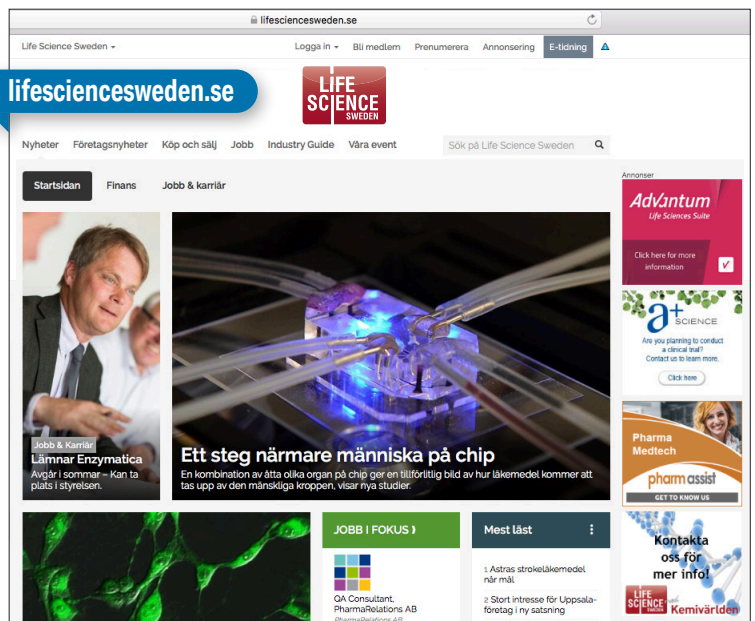 lifesciencesweden.se
Life Science Sweden
Logga in
Bli medlem
Prenumerera
Annonsering
E-tidning
lifesciencesweden.se
LIFE
SCIENCE
SWEDEN
Nyheter
Företagsnyheter
Köp och sälj
Jobb
Industry Guide
Våra event
Sök på Life Science Sweden
Startsidan
Finans
Jobb & karriär
Annonser
Advantum
Life Sciences Suite
Click here for more
information
a+
SCIENCE
Are you planning to conduct
a clinical trial?
Contact us to learn more.
Click here
Jobb & Karriär
Lämnar Enzymatica
Avgår i sommar – Kan ta
plats i styrelsen.
Ett steg närmare människa på chip
En kombination av åtta olika organ på chip ger en tillförlitlig bild av hur läkemedel kommer att
tas upp av den mänskliga kroppen, visar nya studier.
Pharma
Medtech
pharm assist
GET TO KNOW US
JOBB I FOKUS
QA Consultant,
PharmaRelations AB
PharmaRelations AB
Mest läst
1 Astras strokeläkemedel
når mål
2 Stort intresse för Uppsala-
företag i ny satsning
Kontakta
oss för
mer info!
LIFE
SCIENCE
SWEDEN
Kemivärlden